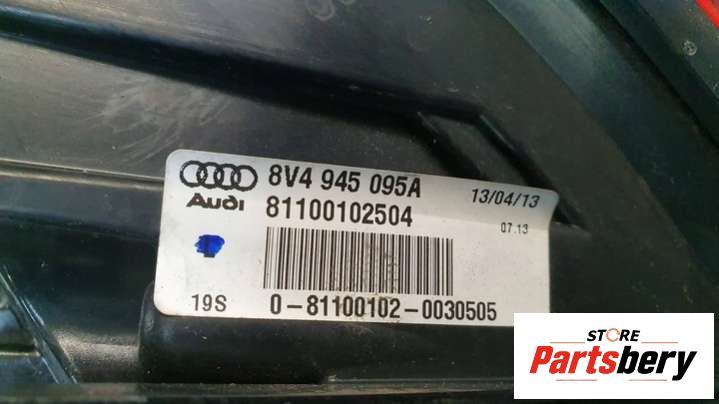 8V4 945 095A
13/04/13
Audi
81100102504
07.13
19S
0-81100102-0030505
STORE
Partsbery